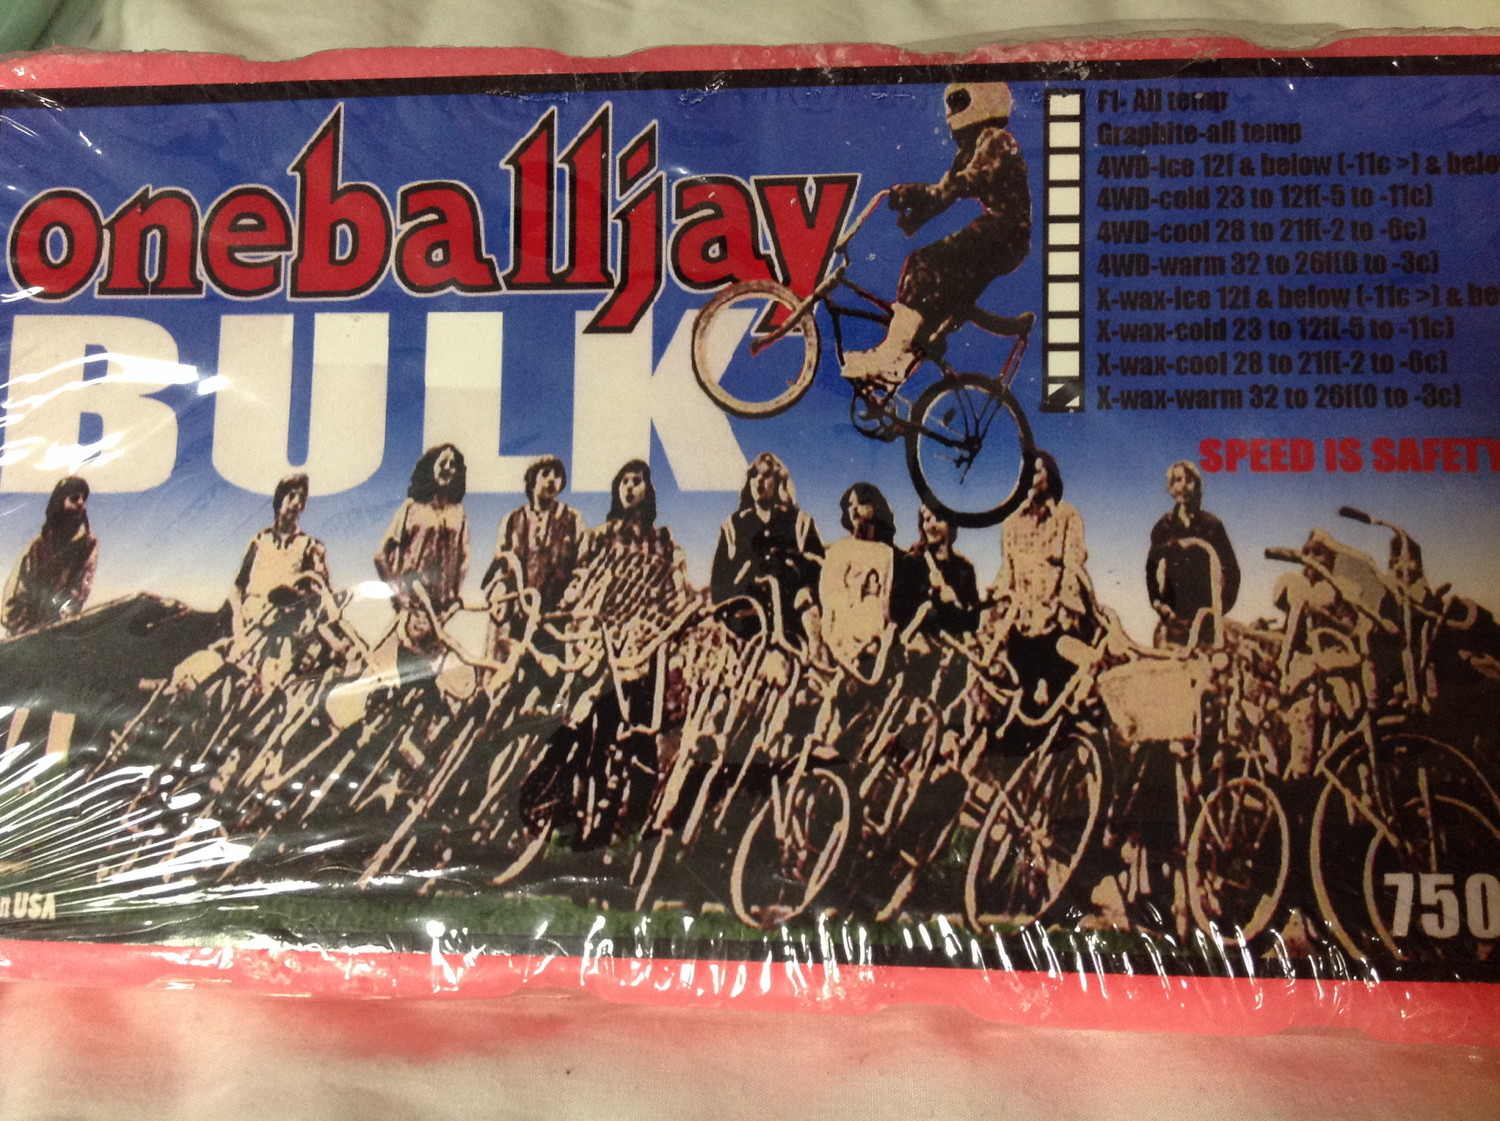 oneballjay
BULK
F1- All temp
Graphite-all temp
4WD-ice 12f & below (-11c >) & belo
4WD-cold 23 to 12f(-5 to -11c)
4WD-cool 28 to 21f(-2 to -6c)
4WD-warm 32 to 26f(0 to -3c)
X-wax-ice 12f & below (-11c >) & be
X-wax-cold 23 to 12f(-5 to -11c)
X-wax-cool 28 to 21f(-2 to -6c)
X-wax-warm 32 to 26f(0 to -3c)
SPEED IS SAFETY
n USA
750